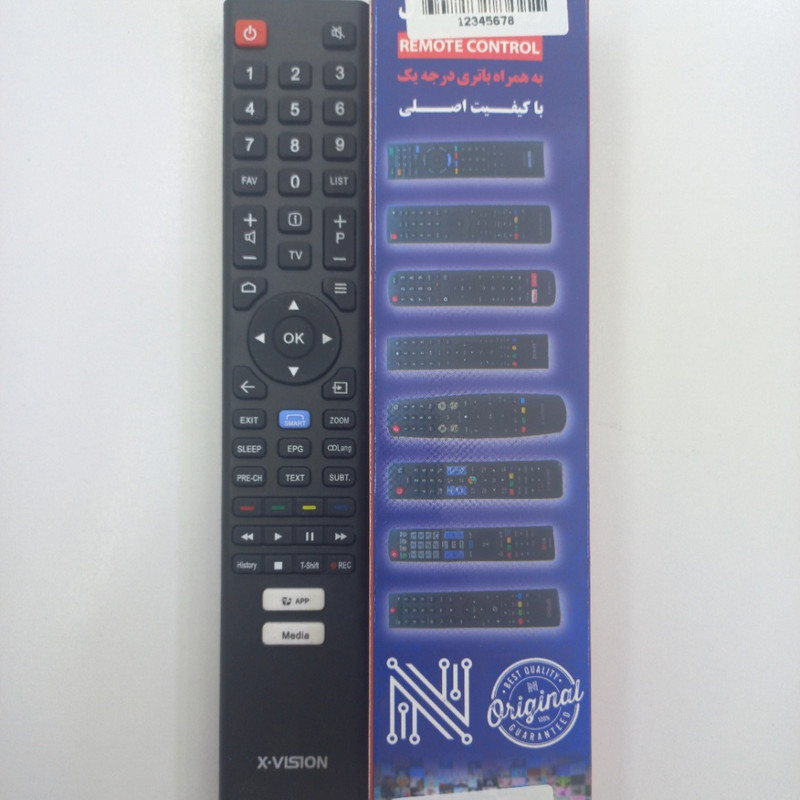 1 2 3
4 5 6
7 8 9
FAV 0 LIST
+ +
TV P
− −
OK
EXIT SMART ZOOM
SLEEP EPG Lang
PRE-CH TEXT SUBT.
History T-Shift REC
APP
Media
X·VISION
12345678
REMOTE CONTROL
به همراه باتری درجه یک
با کیفیت اصلی
N
BEST QUALITY
Original
100%
GUARANTEED